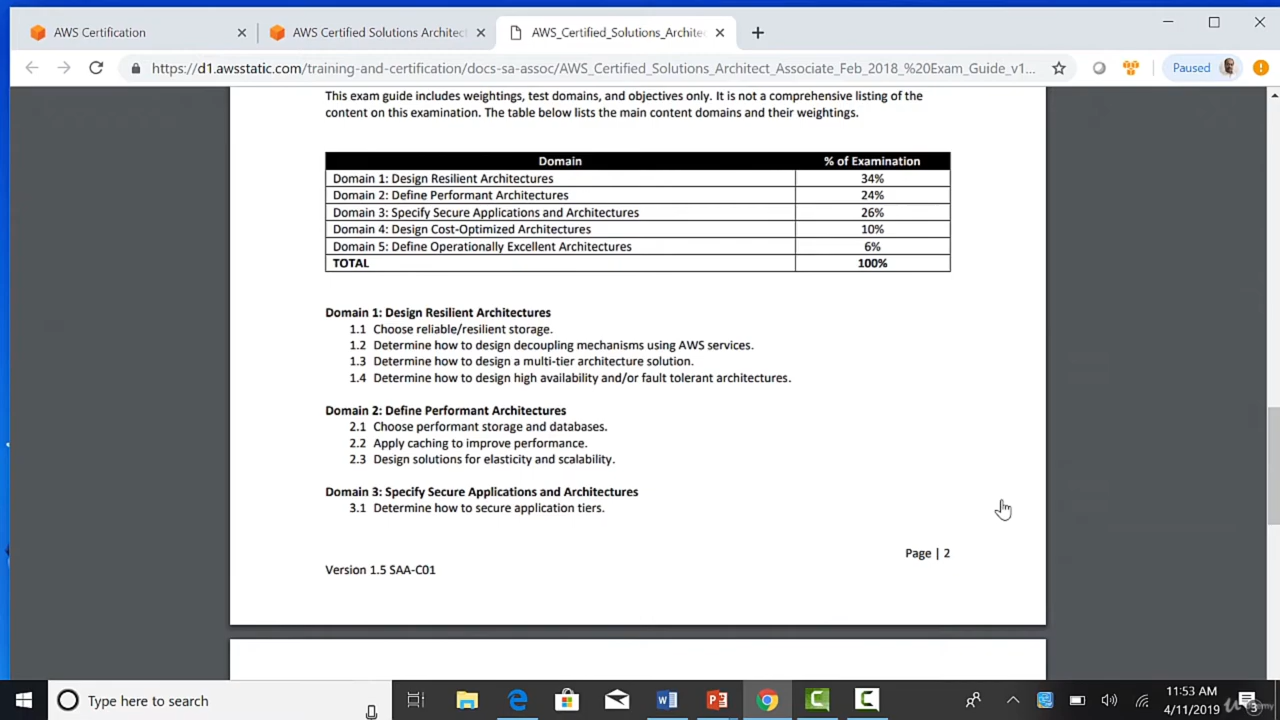 AWS Certification
AWS Certified Solutions Architect
AWS_Certified_Solutions_Archite
https://d1.awsstatic.com/training-and-certification/docs-sa-assoc/AWS_Certified_Solutions_Architect_Associate_Feb_2018_%20Exam_Guide_v1...
Paused
This exam guide includes weightings, test domains, and objectives only. It is not a comprehensive listing of the
content on this examination. The table below lists the main content domains and their weightings.
Domain % of Examination
Domain 1: Design Resilient Architectures 34%
Domain 2: Define Performant Architectures 24%
Domain 3: Specify Secure Applications and Architectures 26%
Domain 4: Design Cost-Optimized Architectures 10%
Domain 5: Define Operationally Excellent Architectures 6%
TOTAL 100%
Domain 1: Design Resilient Architectures
1.1 Choose reliable/resilient storage.
1.2 Determine how to design decoupling mechanisms using AWS services.
1.3 Determine how to design a multi-tier architecture solution.
1.4 Determine how to design high availability and/or fault tolerant architectures.
Domain 2: Define Performant Architectures
2.1 Choose performant storage and databases.
2.2 Apply caching to improve performance.
2.3 Design solutions for elasticity and scalability.
Domain 3: Specify Secure Applications and Architectures
3.1 Determine how to secure application tiers.
Page | 2
Version 1.5 SAA-C01
Type here to search
11:53 AM
4/11/2019
3